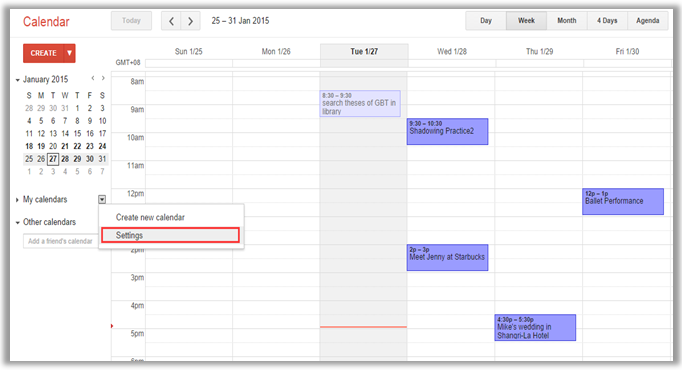 Calendar
Today
25 – 31 Jan 2015
Day
Week
Month
4 Days
Agenda
CREATE
Sun 1/25
Mon 1/26
Tue 1/27
Wed 1/28
Thu 1/29
Fri 1/30
GMT+08
January 2015
S M T W T F S
28 29 30 31 1 2 3
4 5 6 7 8 9 10
11 12 13 14 15 16 17
18 19 20 21 22 23 24
25 26 27 28 29 30 31
1 2 3 4 5 6 7
My calendars
Create new calendar
Settings
Other calendars
Add a friend's calendar
8am
9am
10am
11am
12pm
2pm
3pm
4pm
5pm
8:30 – 9:30
search theses of GBT in
library
9:30 – 10:30
Shadowing Practice2
2p – 3p
Meet Jenny at Starbucks
4:30p – 5:30p
Mike's wedding in
Shangri-La Hotel
12p – 1p
Ballet Performance